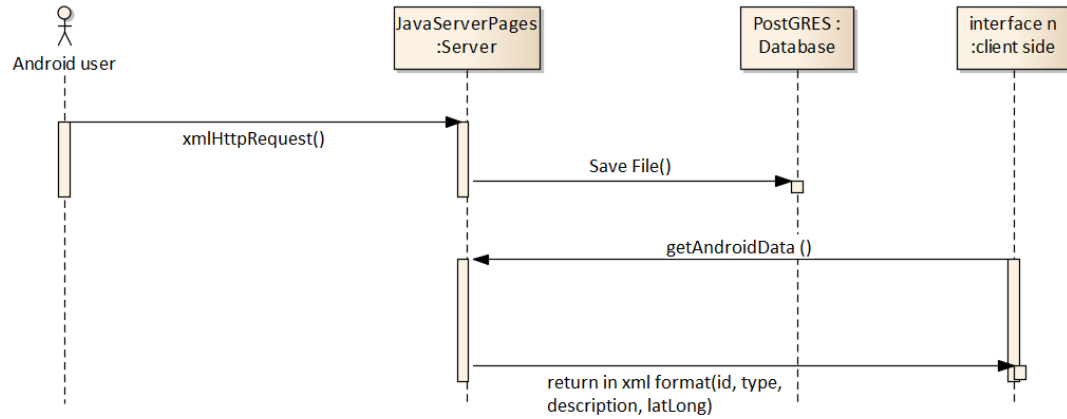 Android user
JavaServerPages
:Server
PostGRES :
Database
interface n
:client side
xmlHttpRequest()
Save File()
getAndroidData ()
return in xml format(id, type,
description, latLong)